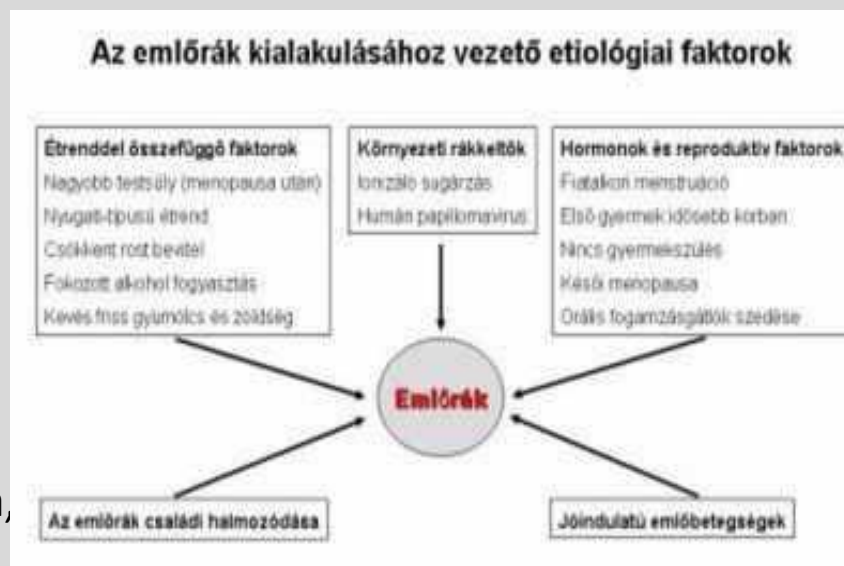 Az emlőrák kialakulásához vezető etiológiai faktorok
Étrenddel összefüggő faktorok
Nagyobb testsúly (menopausa után)
Nyugati-típusú étrend
Csökkent rost bevitel
Fokozott alkohol fogyasztás
Kevés friss gyümölcs és zöldség
Környezeti rákkeltők
Ionizáló sugárzás
Humán papillomavirus
Hormonok és reproduktív faktorok
Fiatalkori menstruáció
Első gyermek idősebb korban
Nincs gyermekszülés
Késői menopausa
Orális fogamzásgátlók szedése
Emlőrák
Az emlőrák családi halmozódása
Jóindulatú emlőbetegségek